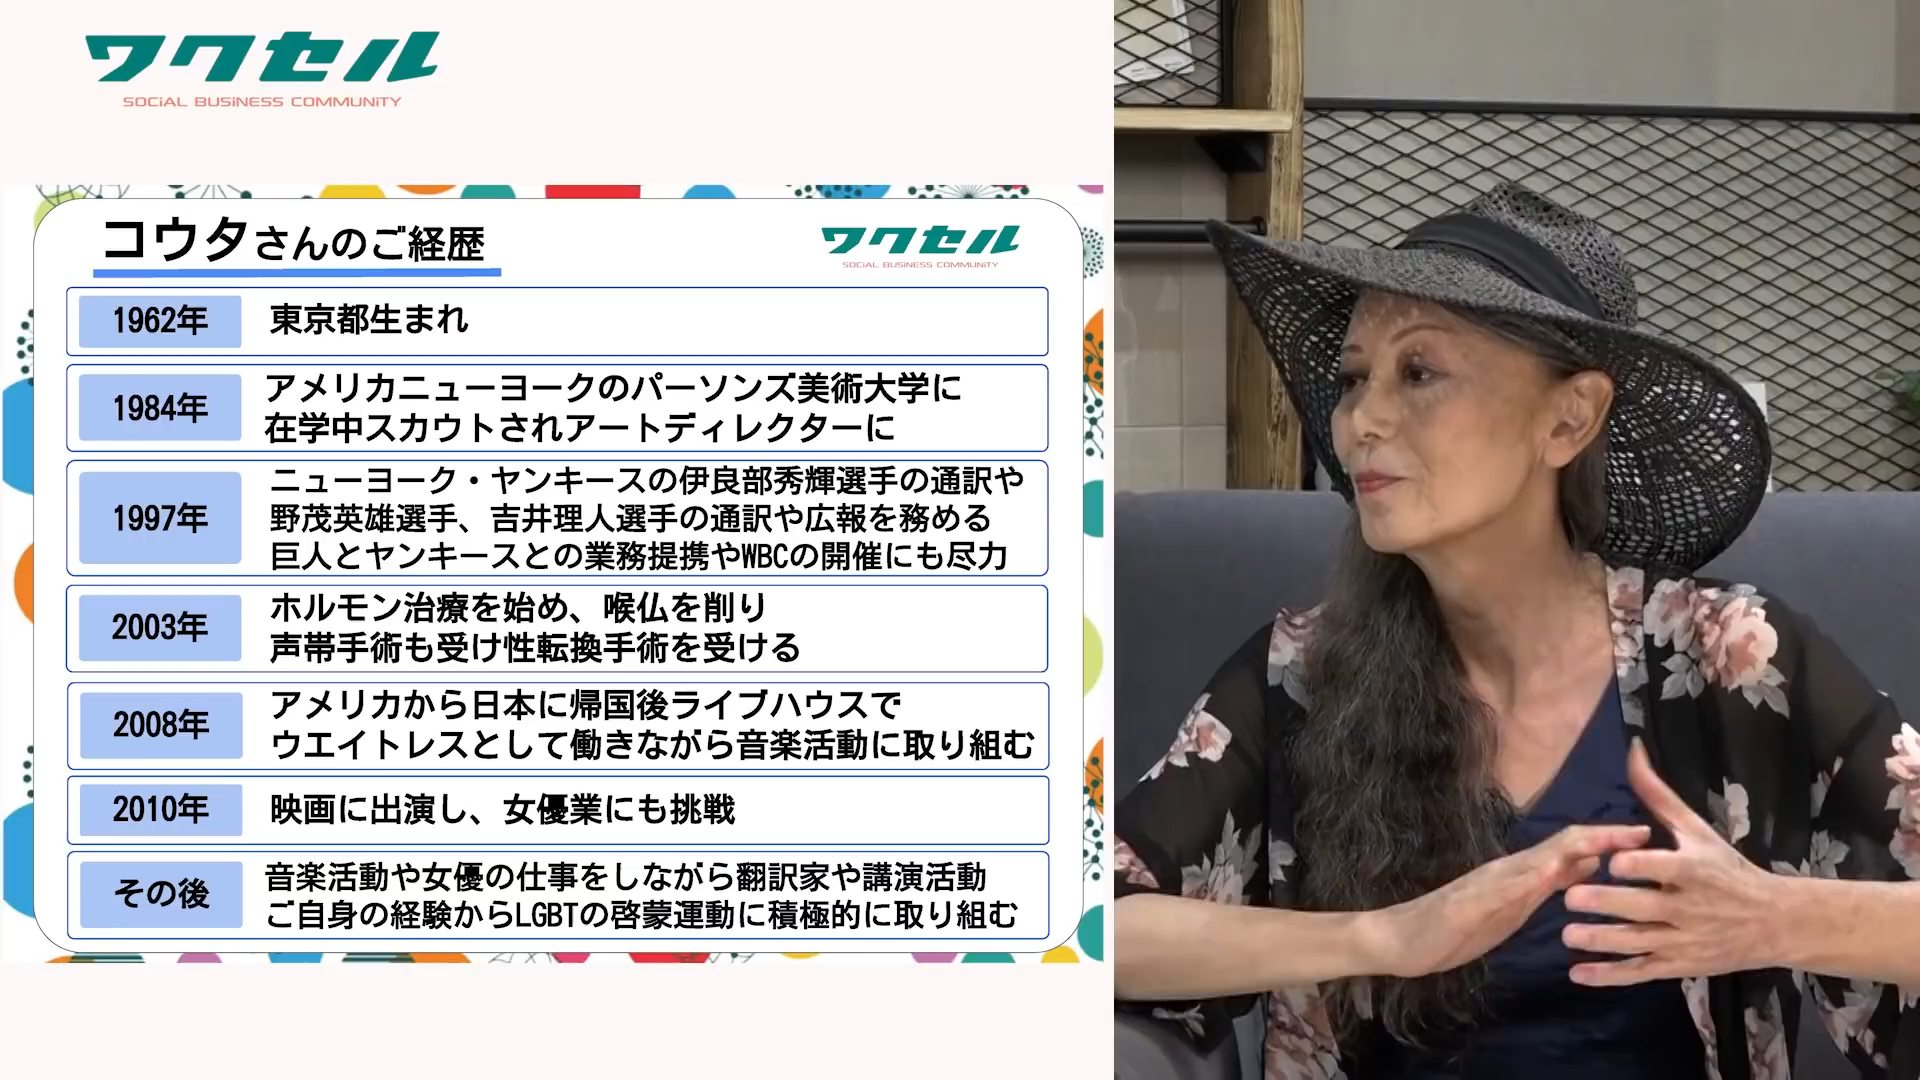 ワクセル
SOCIAL BUSINESS COMMUNITY
コウタさんのご経歴
ワクセル
SOCIAL BUSINESS COMMUNITY
1962年
東京都生まれ
1984年
アメリカニューヨークのパーソンズ美術大学に
在学中スカウトされアートディレクターに
1997年
ニューヨーク・ヤンキースの伊良部秀輝選手の通訳や
野茂英雄選手、吉井理人選手の通訳や広報を務める
巨人とヤンキースとの業務提携やWBCの開催にも尽力
2003年
ホルモン治療を始め、喉仏を削り
声帯手術も受け性転換手術を受ける
2008年
アメリカから日本に帰国後ライブハウスで
ウエイトレスとして働きながら音楽活動に取り組む
2010年
映画に出演し、女優業にも挑戦
その後
音楽活動や女優の仕事をしながら翻訳家や講演活動
ご自身の経験からLGBTの啓蒙運動に積極的に取り組む